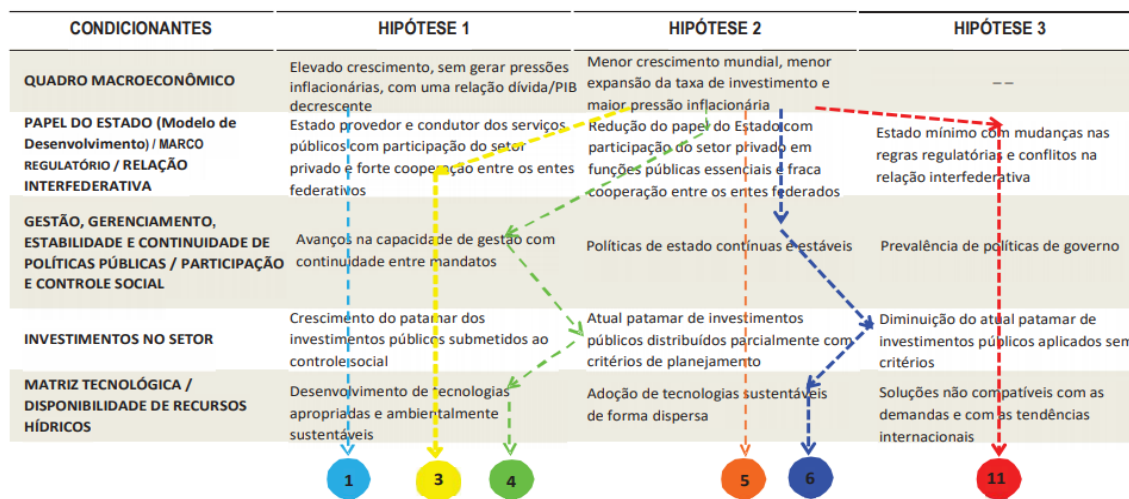 CONDICIONANTES
HIPÓTESE 1
HIPÓTESE 2
HIPÓTESE 3
QUADRO MACROECONÔMICO
Elevado crescimento, sem gerar pressões
inflacionárias, com uma relação dívida/PIB
decrescente
Menor crescimento mundial, menor
expansão da taxa de investimento e
maior pressão inflacionária
– –
PAPEL DO ESTADO (Modelo de
Desenvolvimento) / MARCO
REGULATÓRIO / RELAÇÃO
INTERFEDERATIVA
Estado provedor e condutor dos serviços
públicos com participação do setor
privado e forte cooperação entre os entes
federativos
Redução do papel do Estado com
participação do setor privado em
funções públicas essenciais e fraca
cooperação entre os entes federados
Estado mínimo com mudanças nas
regras regulatórias e conflitos na
relação interfederativa
GESTÃO, GERENCIAMENTO,
ESTABILIDADE E CONTINUIDADE DE
POLÍTICAS PÚBLICAS / PARTICIPAÇÃO
E CONTROLE SOCIAL
Avanços na capacidade de gestão com
continuidade entre mandatos
Políticas de estado contínuas e estáveis
Prevalência de políticas de governo
INVESTIMENTOS NO SETOR
Crescimento do patamar dos
investimentos públicos submetidos ao
controle social
Atual patamar de investimentos
públicos distribuídos parcialmente com
critérios de planejamento
Diminuição do atual patamar de
investimentos públicos aplicados sem
critérios
MATRIZ TECNOLÓGICA /
DISPONIBILIDADE DE RECURSOS
HÍDRICOS
Desenvolvimento de tecnologias
apropriadas e ambientalmente
sustentáveis
Adoção de tecnologias sustentáveis
de forma dispersa
Soluções não compatíveis com as
demandas e com as tendências
internacionais
1
3
4
5
6
11